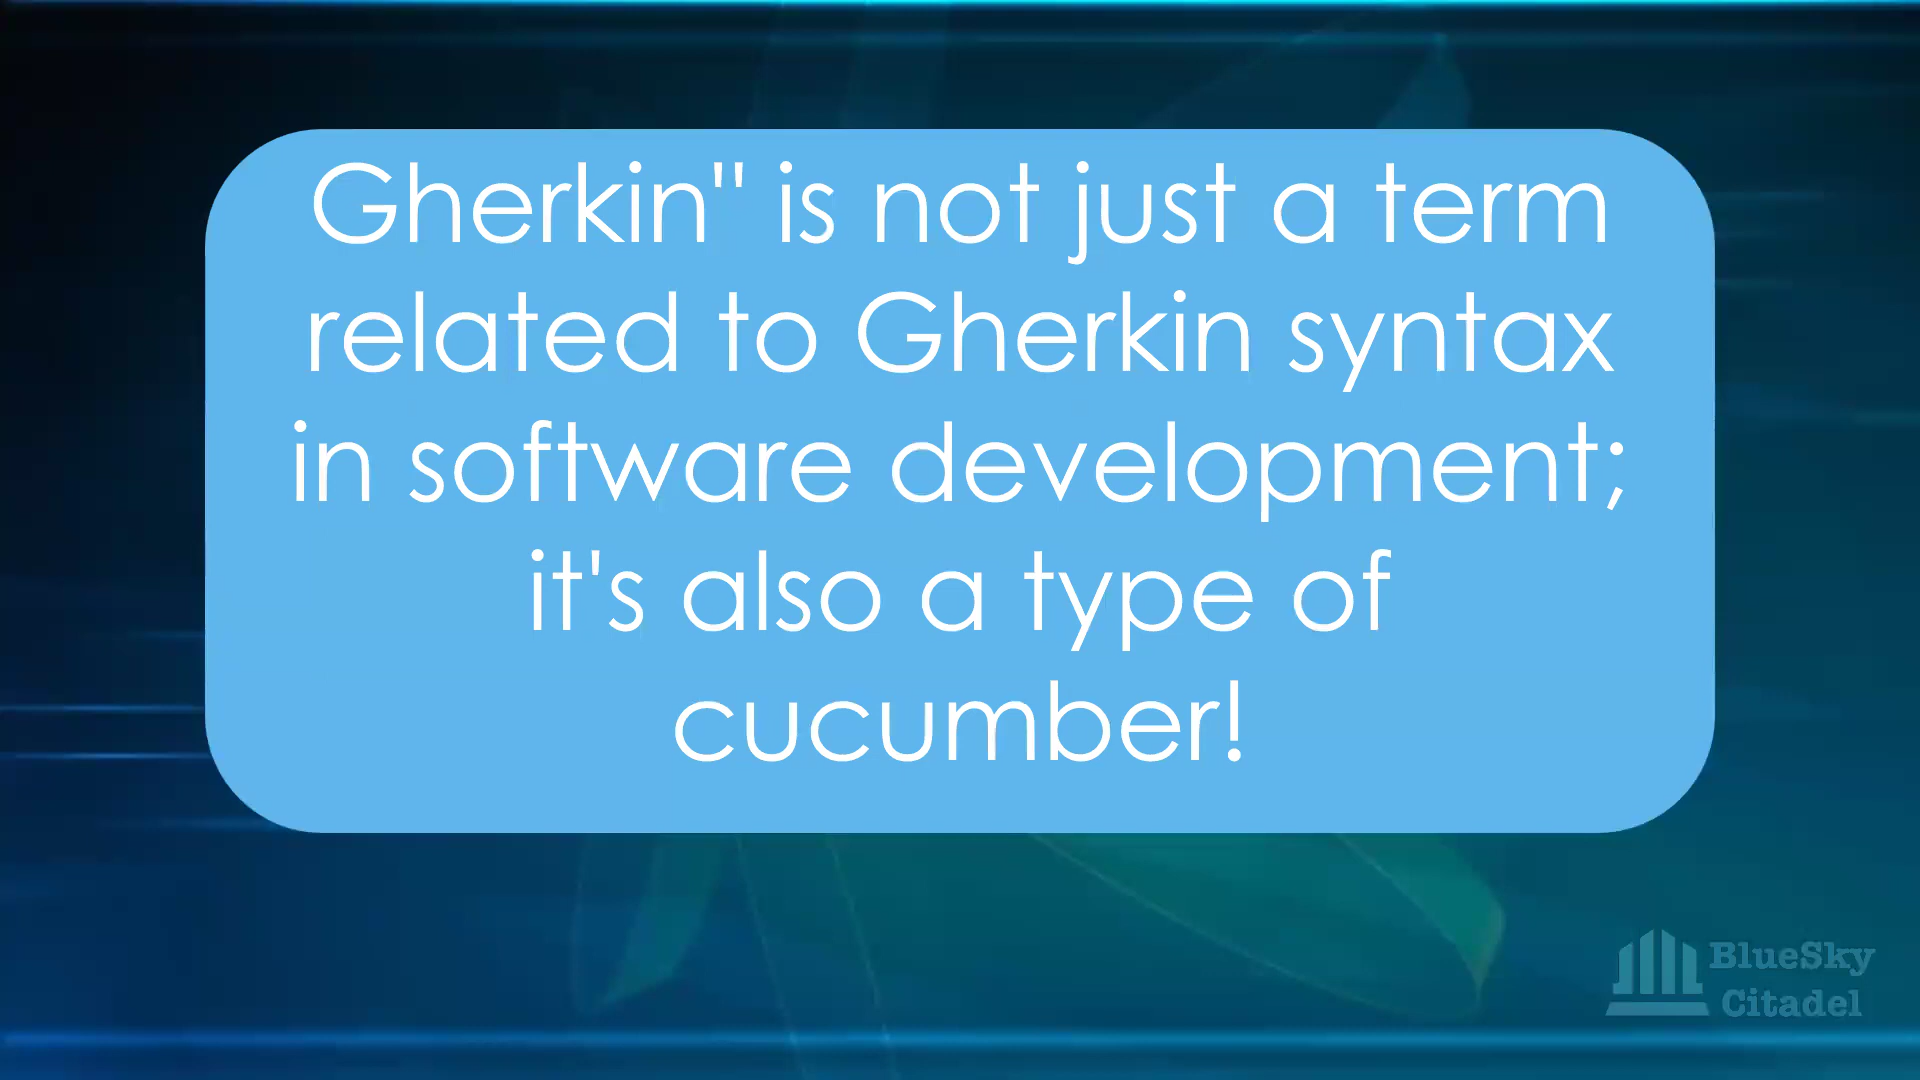 Gherkin" is not just a term
related to Gherkin syntax
in software development;
it's also a type of
cucumber!
BlueSky
Citadel